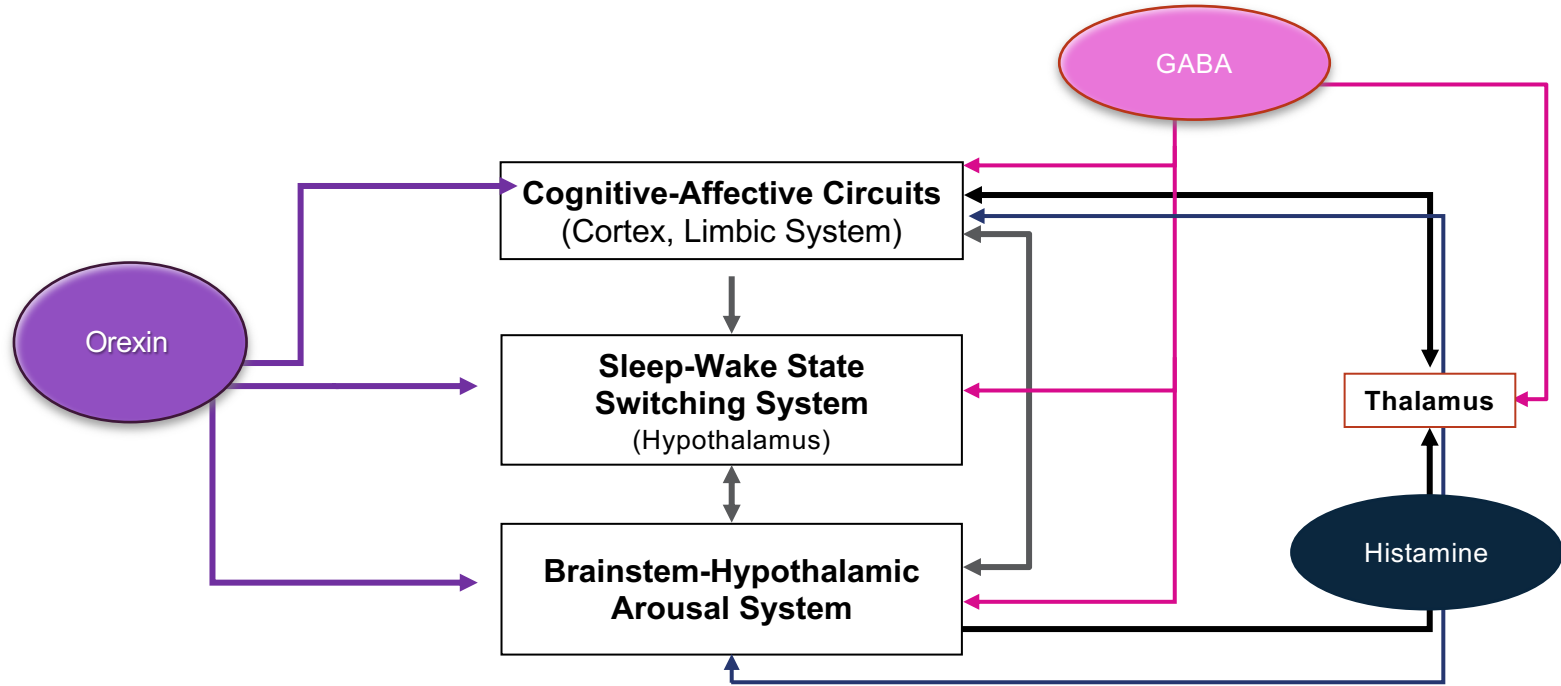 GABA
Cognitive-Affective Circuits
(Cortex, Limbic System)
Orexin
Sleep-Wake State
Switching System
(Hypothalamus)
Thalamus
Histamine
Brainstem-Hypothalamic
Arousal System